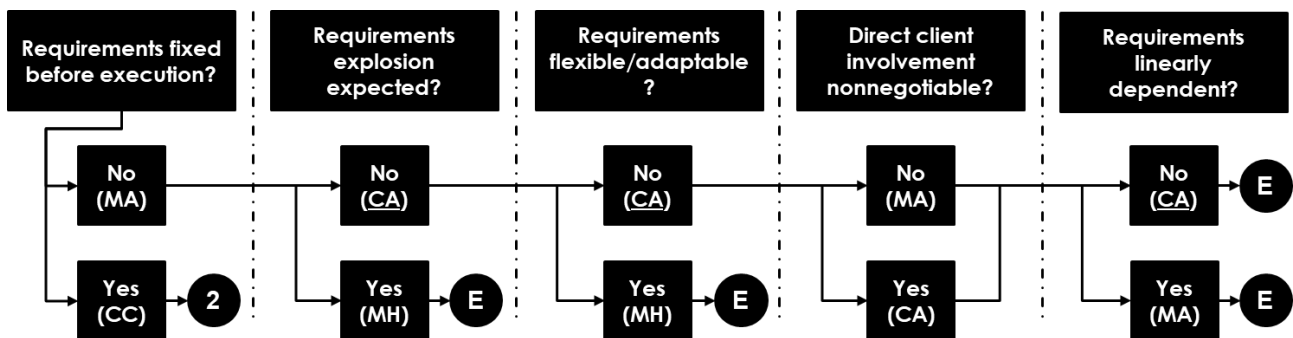 Requirements fixed
before execution?
Requirements
explosion
expected?
Requirements
flexible/adaptable
?
Direct client
involvement
nonnegotiable?
Requirements
linearly
dependent?
No
(MA)
No
(CA)
No
(CA)
No
(MA)
No
(CA)
E
Yes
(CC)
2
Yes
(MH)
E
Yes
(MH)
E
Yes
(CA)
Yes
(MA)
E